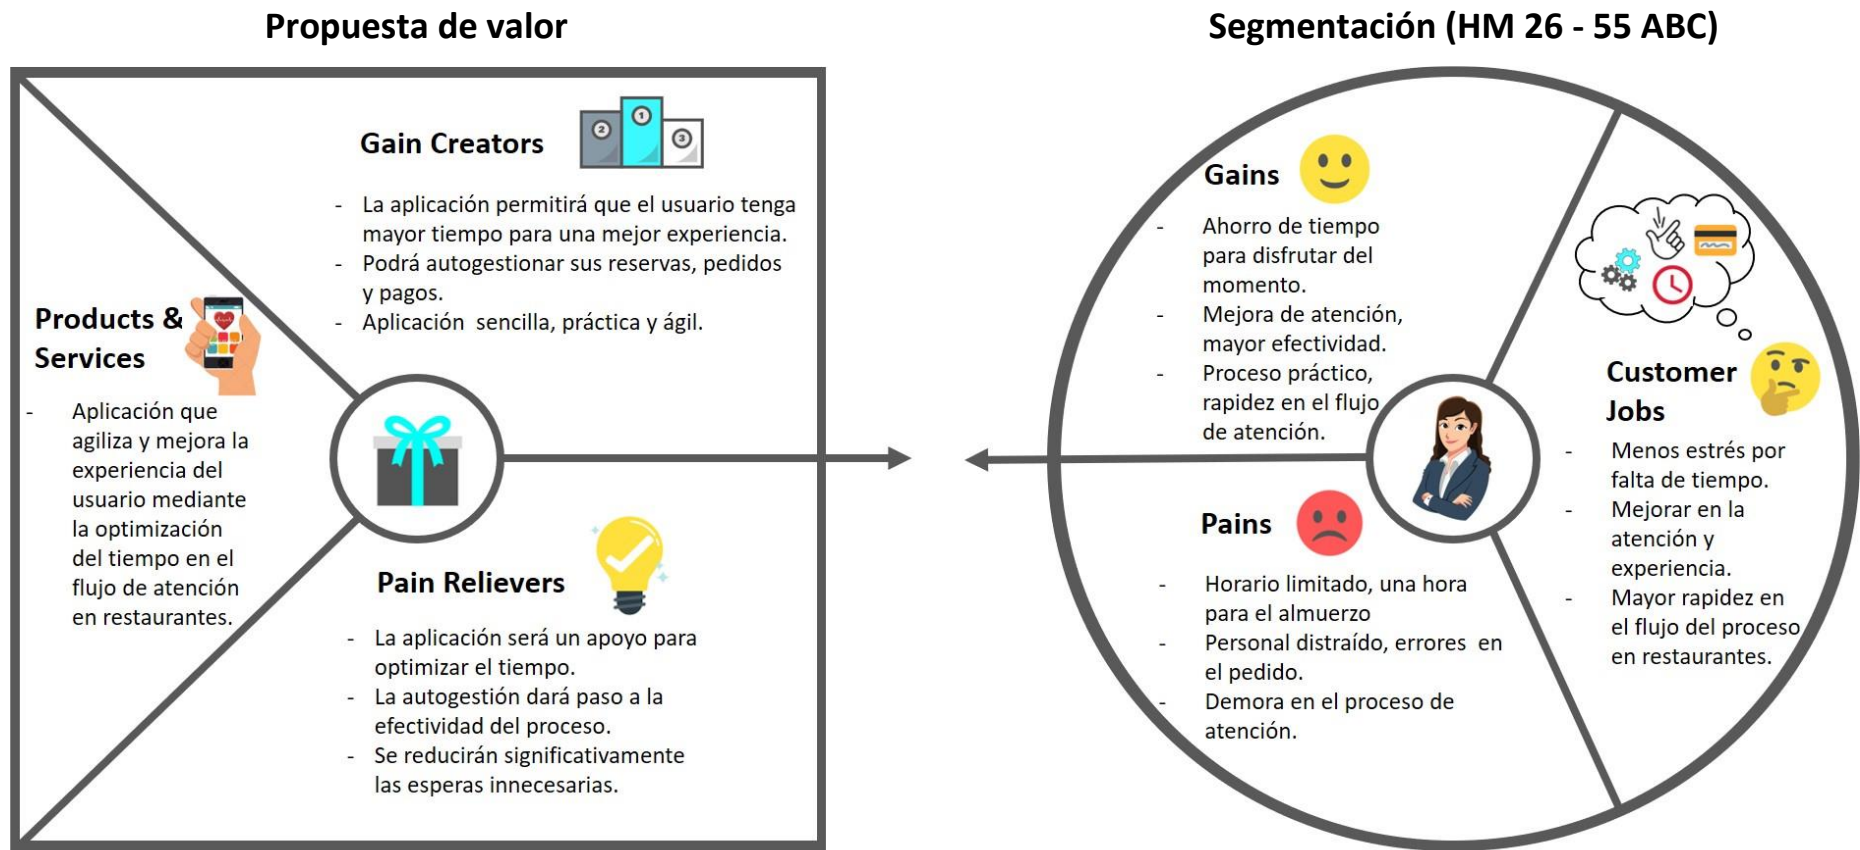 Propuesta de valor
Segmentación (HM 26 - 55 ABC)
Gain Creators
2
1
3
- La aplicación permitirá que el usuario tenga
mayor tiempo para una mejor experiencia.
- Podrá autogestionar sus reservas, pedidos
y pagos.
- Aplicación sencilla, práctica y ágil.
Products &
Services
- Aplicación que
agiliza y mejora la
experiencia del
usuario mediante
la optimización
del tiempo en el
flujo de atención
en restaurantes.
Pain Relievers
- La aplicación será un apoyo para
optimizar el tiempo.
- La autogestión dará paso a la
efectividad del proceso.
- Se reducirán significativamente
las esperas innecesarias.
Gains
- Ahorro de tiempo
para disfrutar del
momento.
- Mejora de atención,
mayor efectividad.
- Proceso práctico,
rapidez en el flujo
de atención.
Pains
- Horario limitado, una hora
para el almuerzo
- Personal distraído, errores en
el pedido.
- Demora en el proceso de
atención.
Customer
Jobs
- Menos estrés por
falta de tiempo.
- Mejorar en la
atención y
experiencia.
- Mayor rapidez en
el flujo del proceso
en restaurantes.